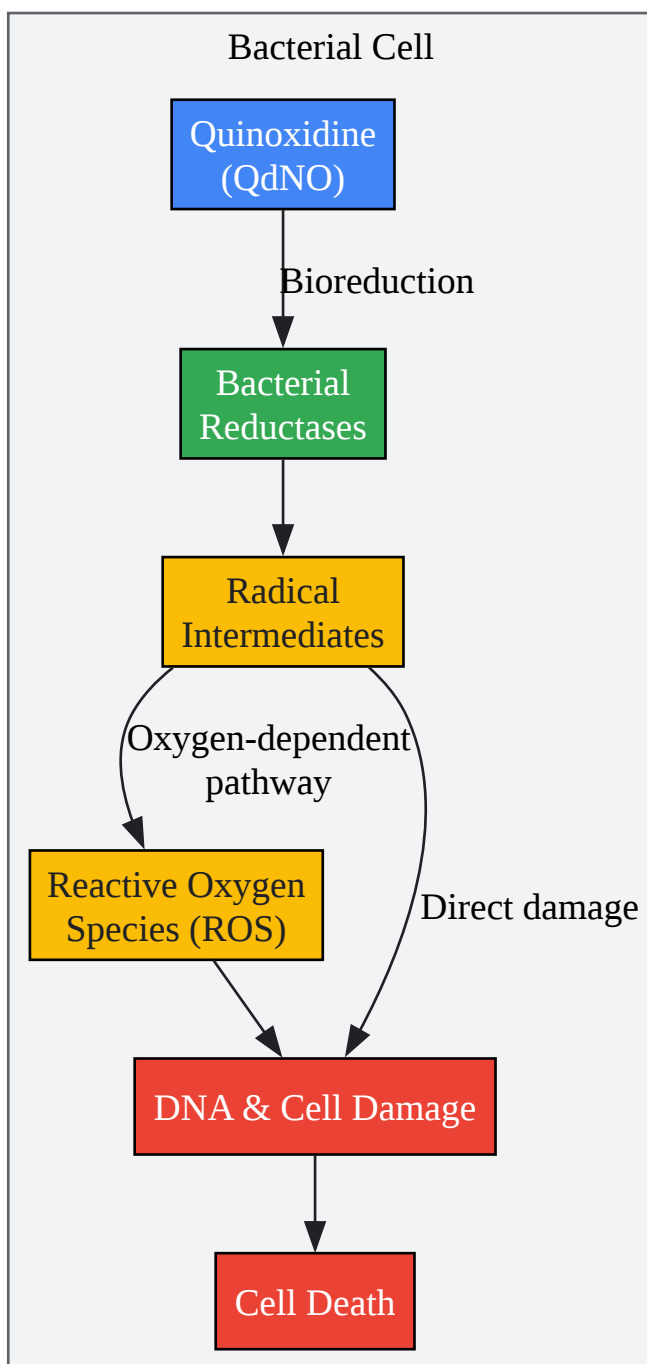 Bacterial Cell
Quinoxidine
(QdNO)
Bioreduction
Bacterial
Reductases
Radical
Intermediates
Oxygen-dependent
pathway
Reactive Oxygen
Species (ROS)
Direct damage
DNA & Cell Damage
Cell Death